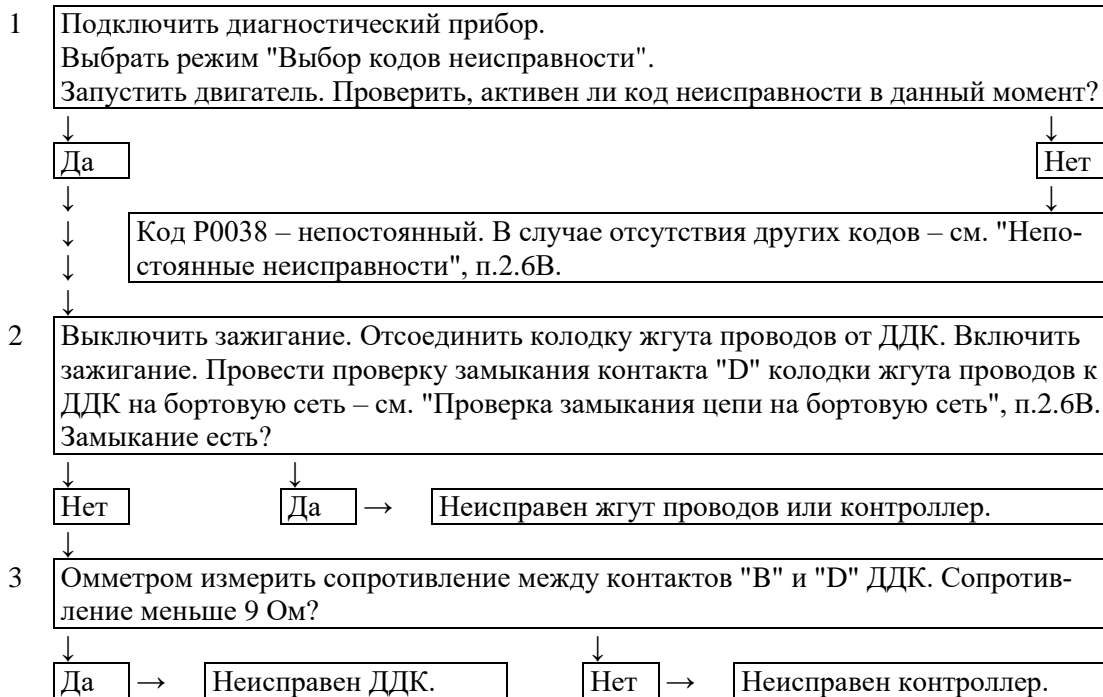 1 Подключить диагностический прибор.
Выбрать режим "Выбор кодов неисправности".
Запустить двигатель. Проверить, активен ли код неисправности в данный момент?
↓ ↓
Да Нет
↓ ↓
↓ Код Р0038 – непостоянный. В случае отсутствия других кодов – см. "Непо-
↓ стоянные неисправности", п.2.6В.
↓
2 Выключить зажигание. Отсоединить колодку жгута проводов от ДДК. Включить
зажигание. Провести проверку замыкания контакта "D" колодки жгута проводов к
ДДК на бортовую сеть – см. "Проверка замыкания цепи на бортовую сеть", п.2.6В.
Замыкание есть?
↓ ↓
Нет Да → Неисправен жгут проводов или контроллер.
↓
3 Омметром измерить сопротивление между контактов "B" и "D" ДДК. Сопротив-
ление меньше 9 Ом?
↓ ↓
Да → Неисправен ДДК. Нет → Неисправен контроллер.